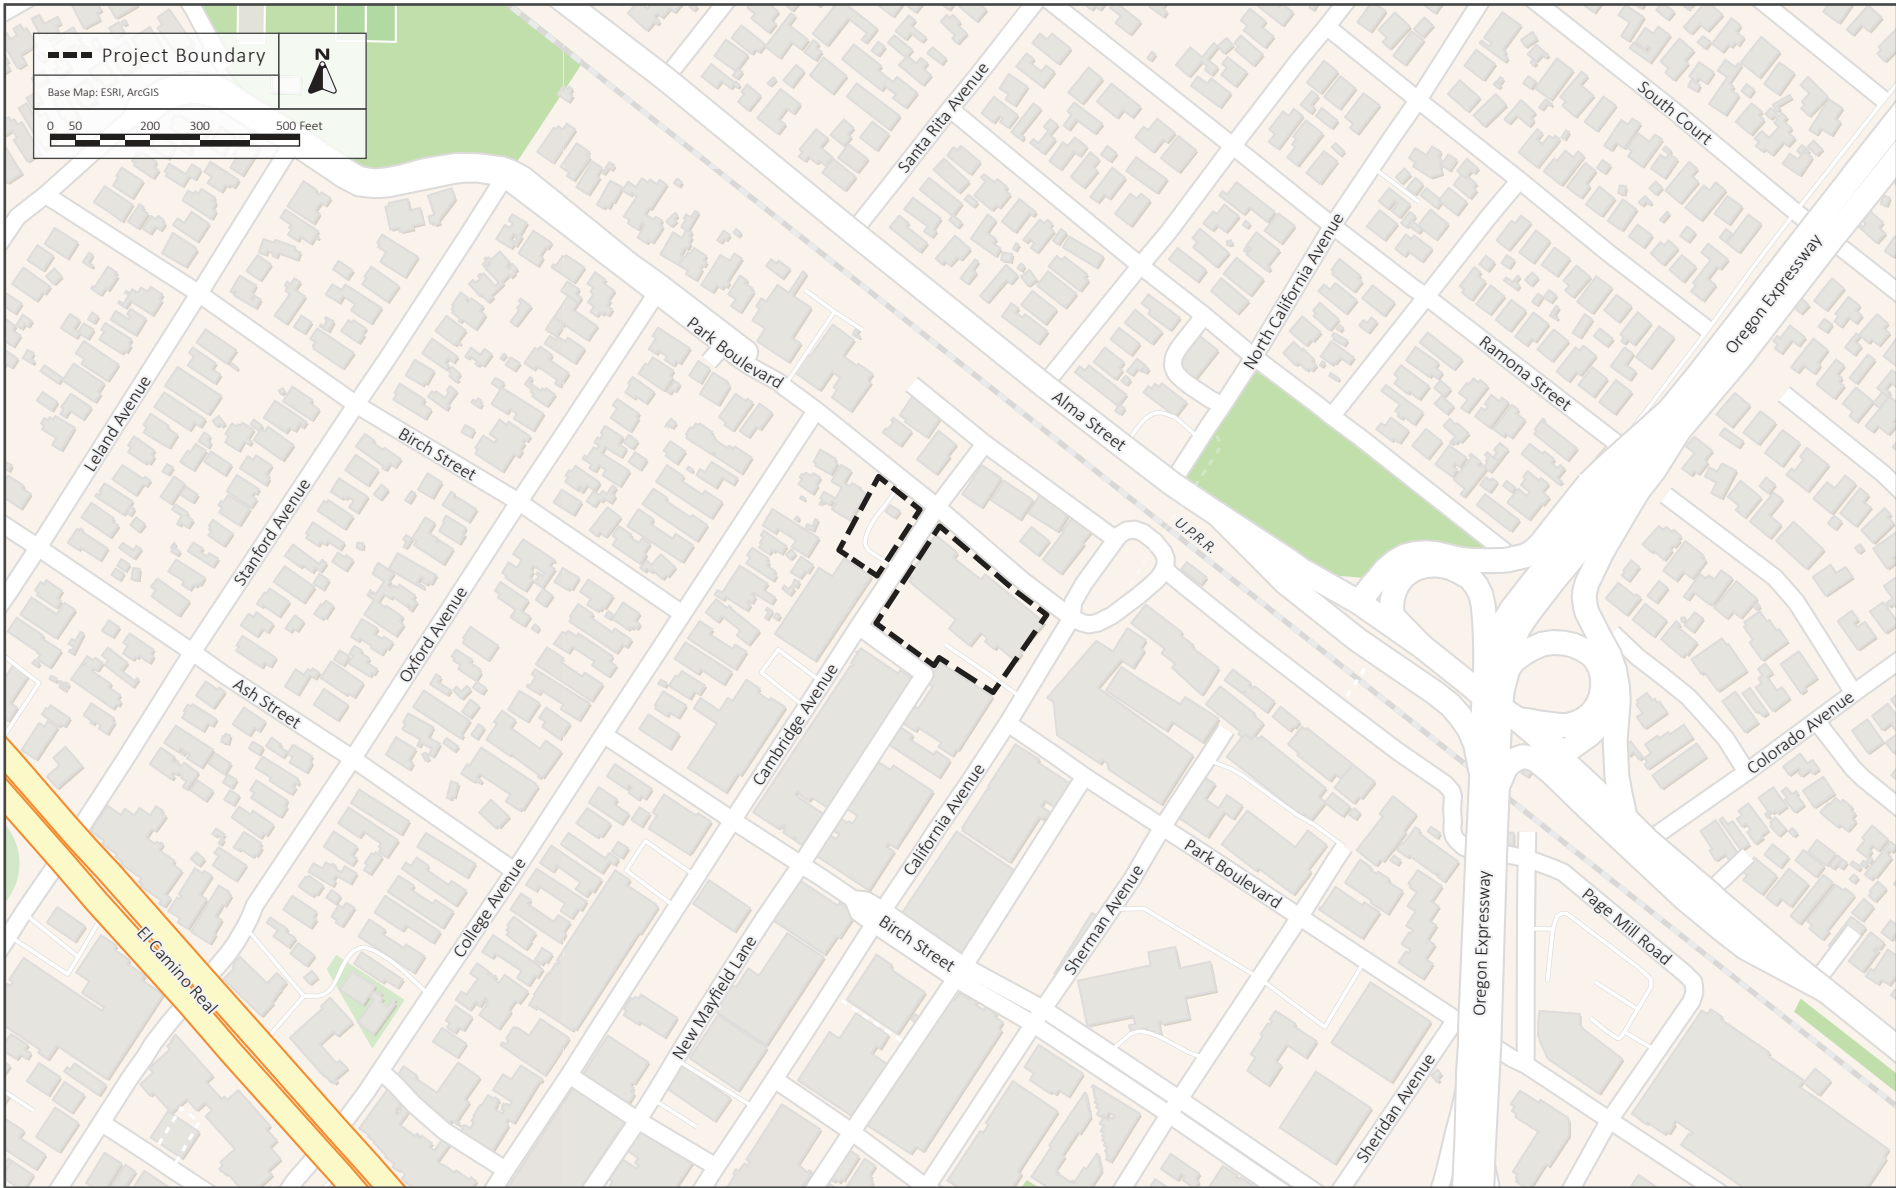 Project Boundary
N
Base Map: ESRI, ArcGIS
0 50 200 300 500 Feet
South Court
Santa Rita Avenue
North California Avenue
Oregon Expressway
Park Boulevard
Ramona Street
Leland Avenue
Alma Street
Birch Street
Stanford Avenue
U.P.R.R.
Oxford Avenue
Ash Street
Cambridge Avenue
Colorado Avenue
California Avenue
College Avenue
Park Boulevard
Sherman Avenue
Page Mill Road
El Camino Real
Birch Street
Oregon Expressway
New Mayfield Lane
Sheridan Avenue